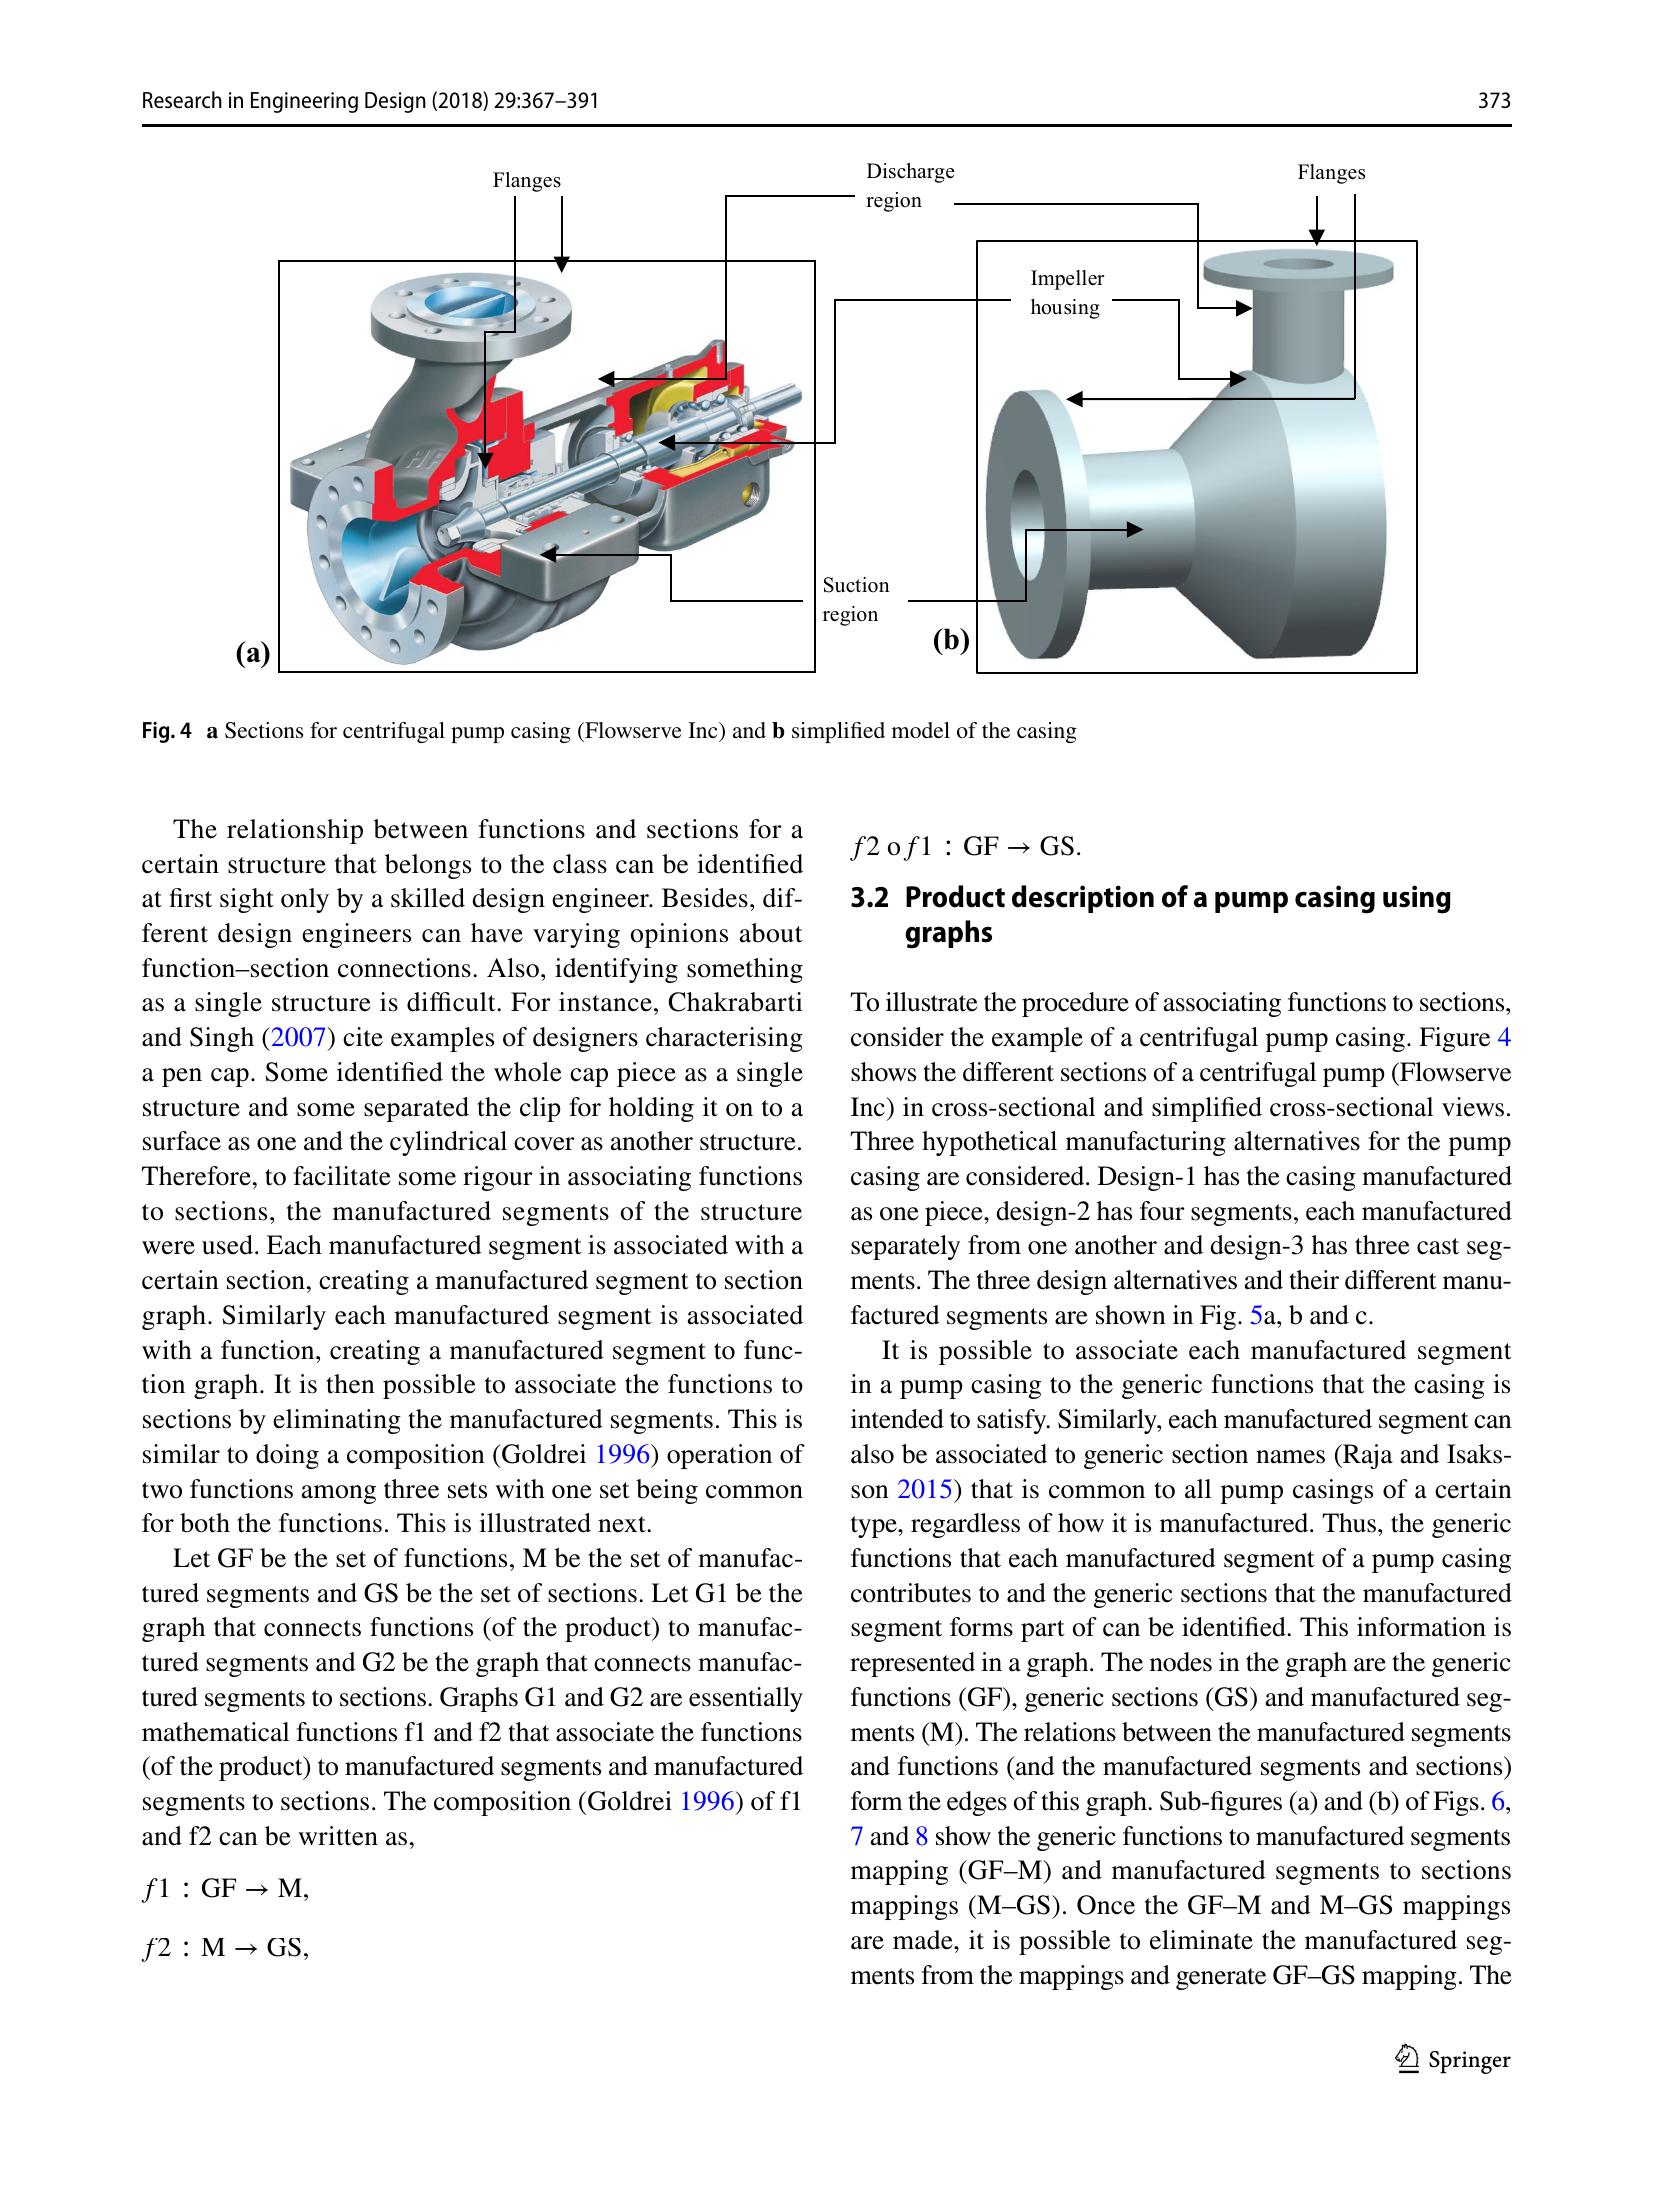 Research in Engineering Design (2018) 29:367–391
373
Flanges
Discharge
region
Flanges
Impeller
housing
Suction
region
(a)
(b)
Fig. 4 a Sections for centrifugal pump casing (Flowserve Inc) and b simplified model of the casing
The relationship between functions and sections for a
certain structure that belongs to the class can be identified
at first sight only by a skilled design engineer. Besides, dif-
ferent design engineers can have varying opinions about
function–section connections. Also, identifying something
as a single structure is difficult. For instance, Chakrabarti
and Singh (2007) cite examples of designers characterising
a pen cap. Some identified the whole cap piece as a single
structure and some separated the clip for holding it on to a
surface as one and the cylindrical cover as another structure.
Therefore, to facilitate some rigour in associating functions
to sections, the manufactured segments of the structure
were used. Each manufactured segment is associated with a
certain section, creating a manufactured segment to section
graph. Similarly each manufactured segment is associated
with a function, creating a manufactured segment to func-
tion graph. It is then possible to associate the functions to
sections by eliminating the manufactured segments. This is
similar to doing a composition (Goldrei 1996) operation of
two functions among three sets with one set being common
for both the functions. This is illustrated next.
Let GF be the set of functions, M be the set of manufac-
tured segments and GS be the set of sections. Let G1 be the
graph that connects functions (of the product) to manufac-
tured segments and G2 be the graph that connects manufac-
tured segments to sections. Graphs G1 and G2 are essentially
mathematical functions f1 and f2 that associate the functions
(of the product) to manufactured segments and manufactured
segments to sections. The composition (Goldrei 1996) of f1
and f2 can be written as,
f1 : GF → M,
f2 : M → GS,
f2 o f1 : GF → GS.
3.2 Product description of a pump casing using
graphs
To illustrate the procedure of associating functions to sections,
consider the example of a centrifugal pump casing. Figure 4
shows the different sections of a centrifugal pump (Flowserve
Inc) in cross-sectional and simplified cross-sectional views.
Three hypothetical manufacturing alternatives for the pump
casing are considered. Design-1 has the casing manufactured
as one piece, design-2 has four segments, each manufactured
separately from one another and design-3 has three cast seg-
ments. The three design alternatives and their different manu-
factured segments are shown in Fig. 5a, b and c.
It is possible to associate each manufactured segment
in a pump casing to the generic functions that the casing is
intended to satisfy. Similarly, each manufactured segment can
also be associated to generic section names (Raja and Isaks-
son 2015) that is common to all pump casings of a certain
type, regardless of how it is manufactured. Thus, the generic
functions that each manufactured segment of a pump casing
contributes to and the generic sections that the manufactured
segment forms part of can be identified. This information is
represented in a graph. The nodes in the graph are the generic
functions (GF), generic sections (GS) and manufactured seg-
ments (M). The relations between the manufactured segments
and functions (and the manufactured segments and sections)
form the edges of this graph. Sub-figures (a) and (b) of Figs. 6,
7 and 8 show the generic functions to manufactured segments
mapping (GF–M) and manufactured segments to sections
mappings (M–GS). Once the GF–M and M–GS mappings
are made, it is possible to eliminate the manufactured seg-
ments from the mappings and generate GF–GS mapping. The
Springer